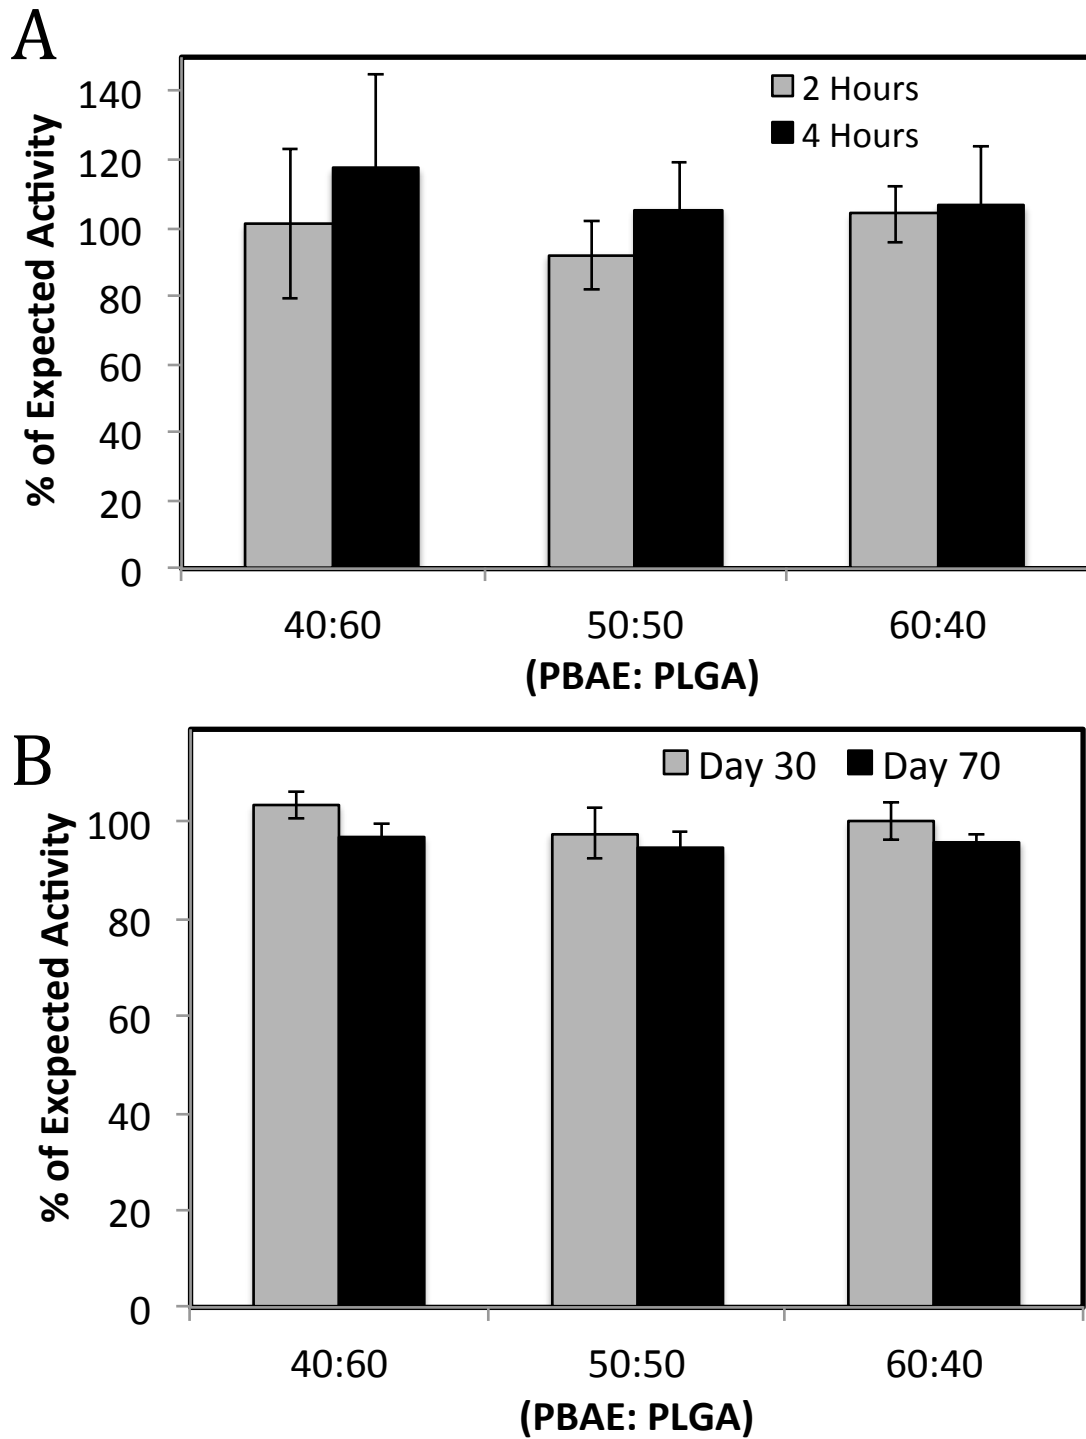 A
140
120
100
80
60
40
20
0
% of Expected Activity
2 Hours
4 Hours
40:60 50:50 60:40
(PBAE: PLGA)
B
100
80
60
40
20
0
% of Excpected Activity
Day 30 Day 70
40:60 50:50 60:40
(PBAE: PLGA)